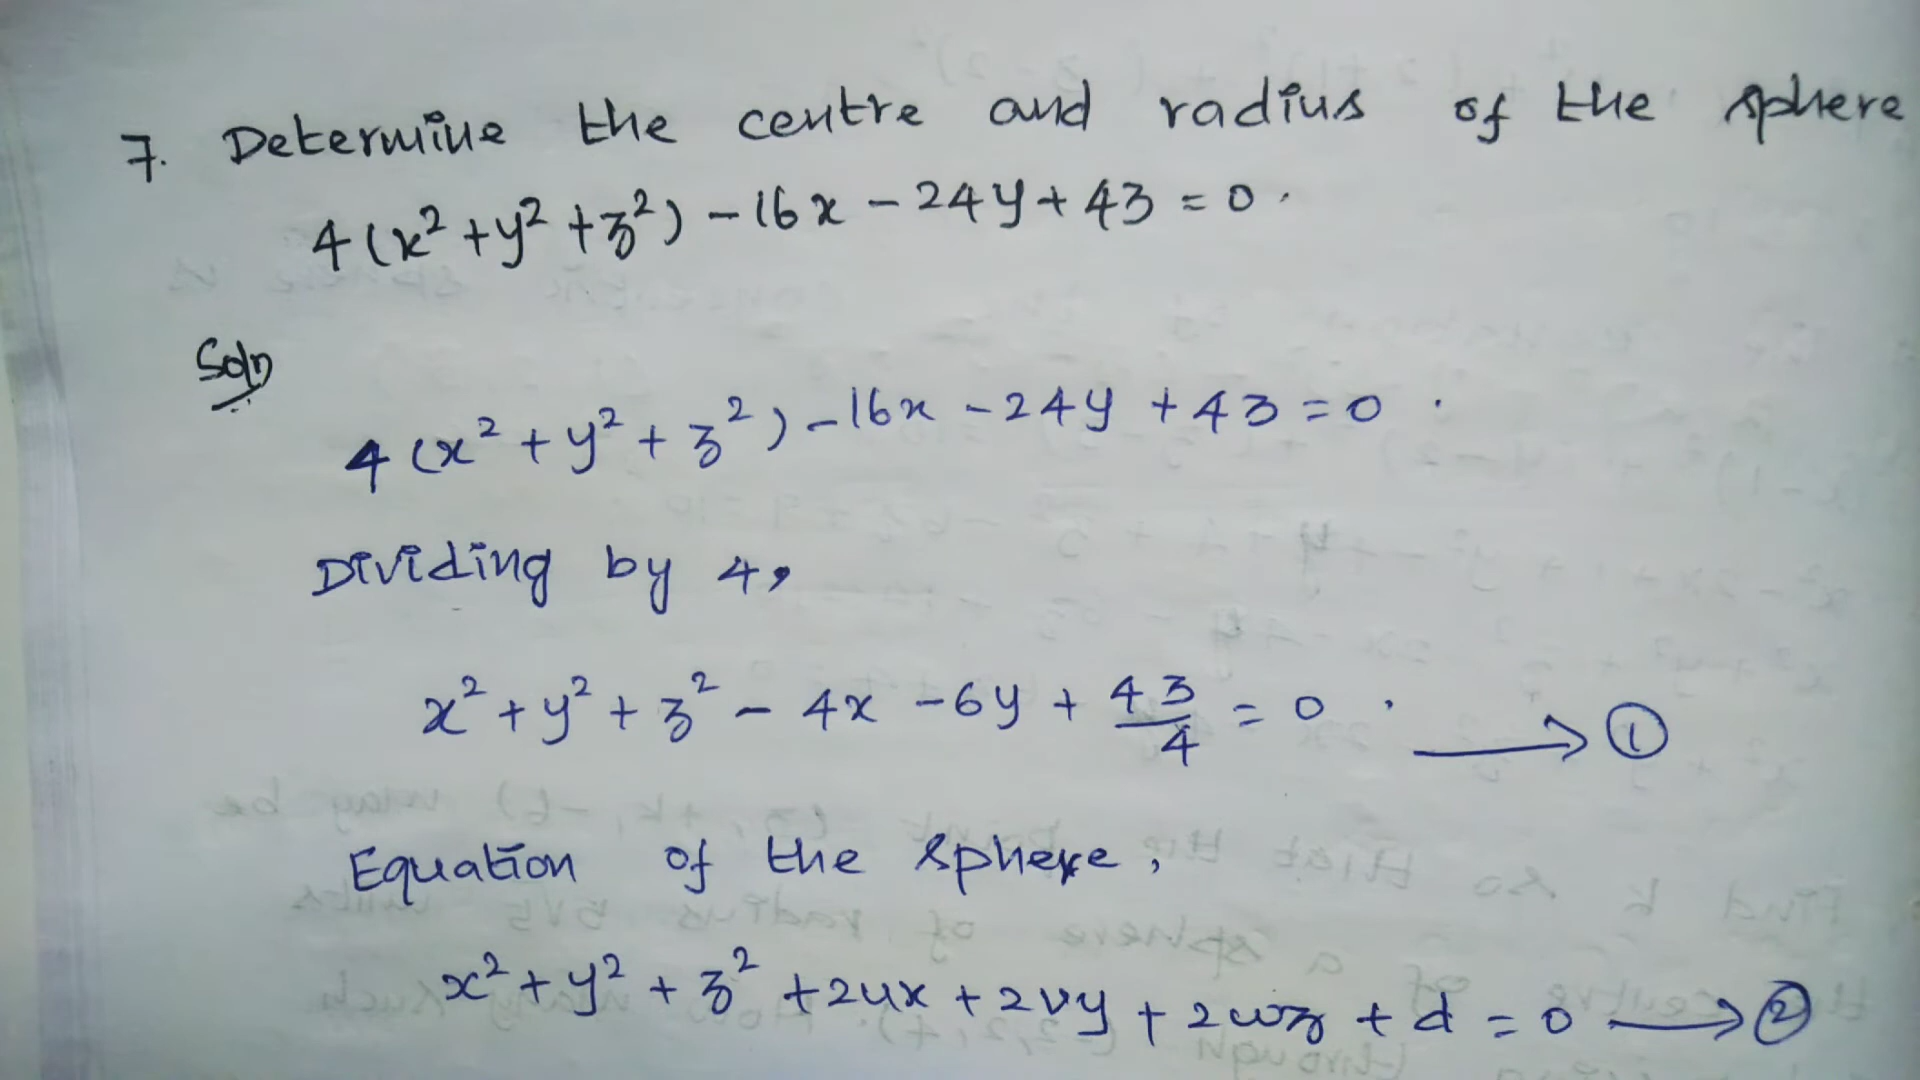 7. Determine the centre and radius of the sphere
4(x² + y² + z²) - 16x - 24y + 43 = 0.
Soln
4(x² + y² + z²) - 16x - 24y + 43 = 0.
Dividing by 4,
x² + y² + z² - 4x - 6y + 43/4 = 0. ⟶ ①
Equation of the sphere,
x² + y² + z² + 2ux + 2vy + 2wz + d = 0 ⟶ ②